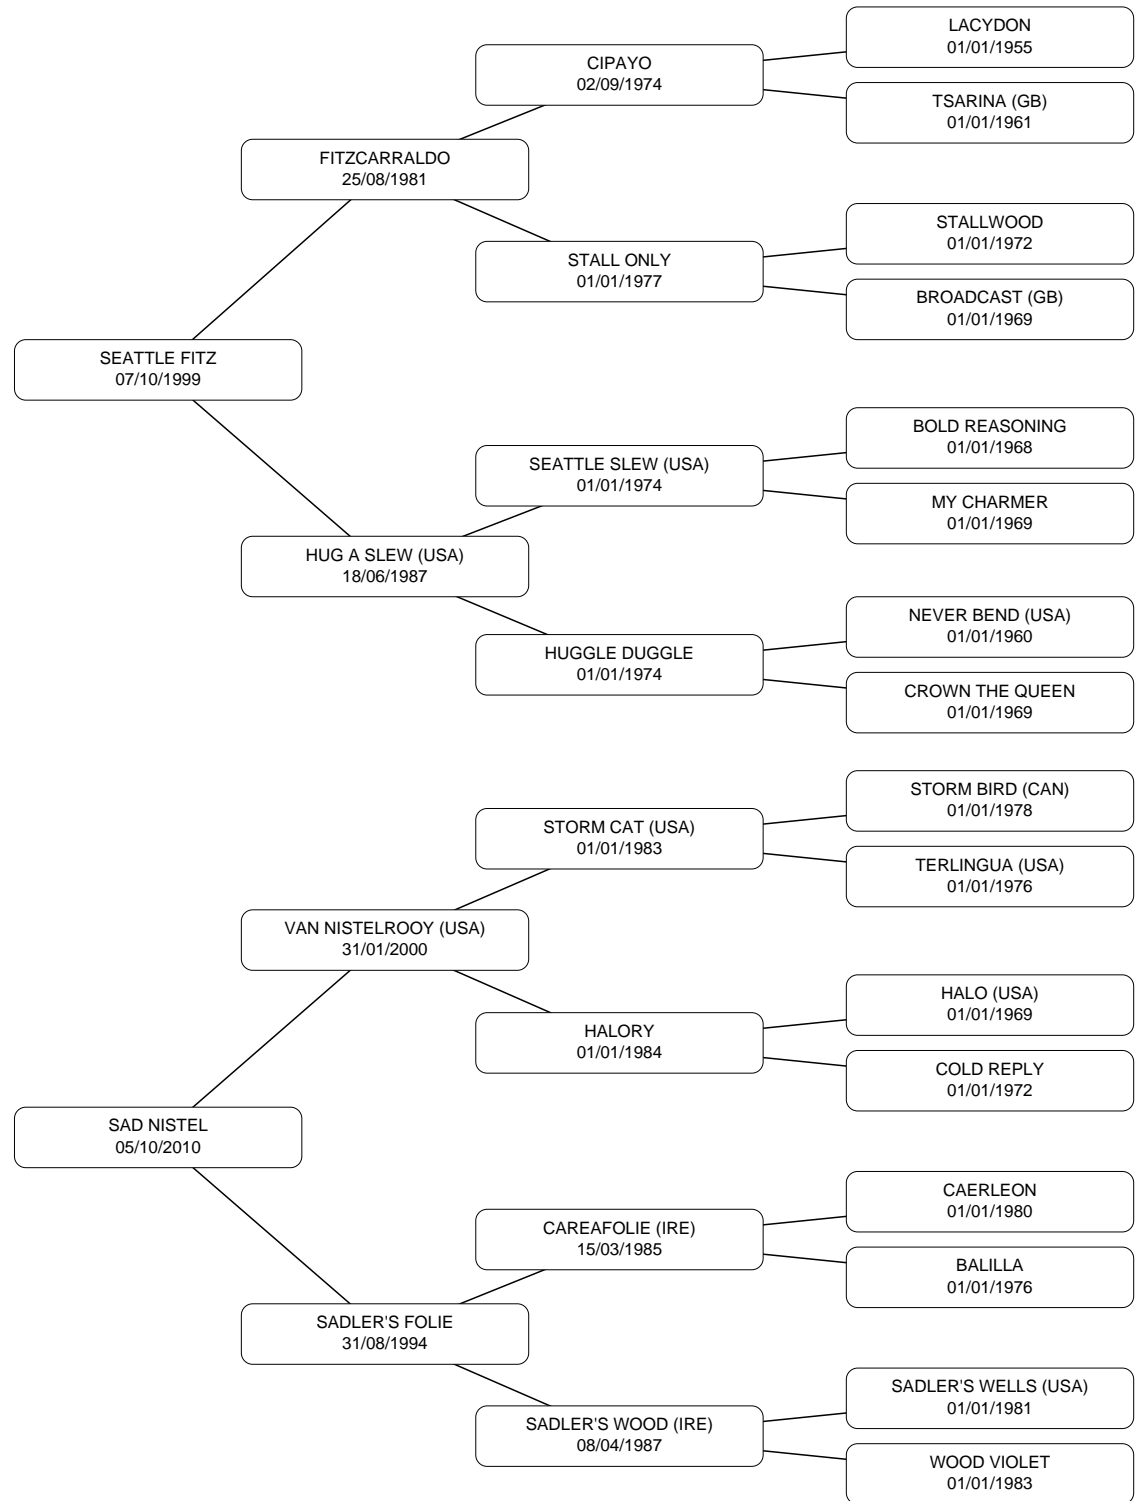 LACYDON
01/01/1955
CIPAYO
02/09/1974
TSARINA (GB)
01/01/1961
FITZCARRALDO
25/08/1981
STALLWOOD
01/01/1972
STALL ONLY
01/01/1977
BROADCAST (GB)
01/01/1969
SEATTLE FITZ
07/10/1999
BOLD REASONING
01/01/1968
SEATTLE SLEW (USA)
01/01/1974
MY CHARMER
01/01/1969
HUG A SLEW (USA)
18/06/1987
NEVER BEND (USA)
01/01/1960
HUGGLE DUGGLE
01/01/1974
CROWN THE QUEEN
01/01/1969
STORM BIRD (CAN)
01/01/1978
STORM CAT (USA)
01/01/1983
TERLINGUA (USA)
01/01/1976
VAN NISTELROOY (USA)
31/01/2000
HALO (USA)
01/01/1969
HALORY
01/01/1984
COLD REPLY
01/01/1972
SAD NISTEL
05/10/2010
CAERLEON
01/01/1980
CAREAFOLIE (IRE)
15/03/1985
BALILLA
01/01/1976
SADLER'S FOLIE
31/08/1994
SADLER'S WELLS (USA)
01/01/1981
SADLER'S WOOD (IRE)
08/04/1987
WOOD VIOLET
01/01/1983